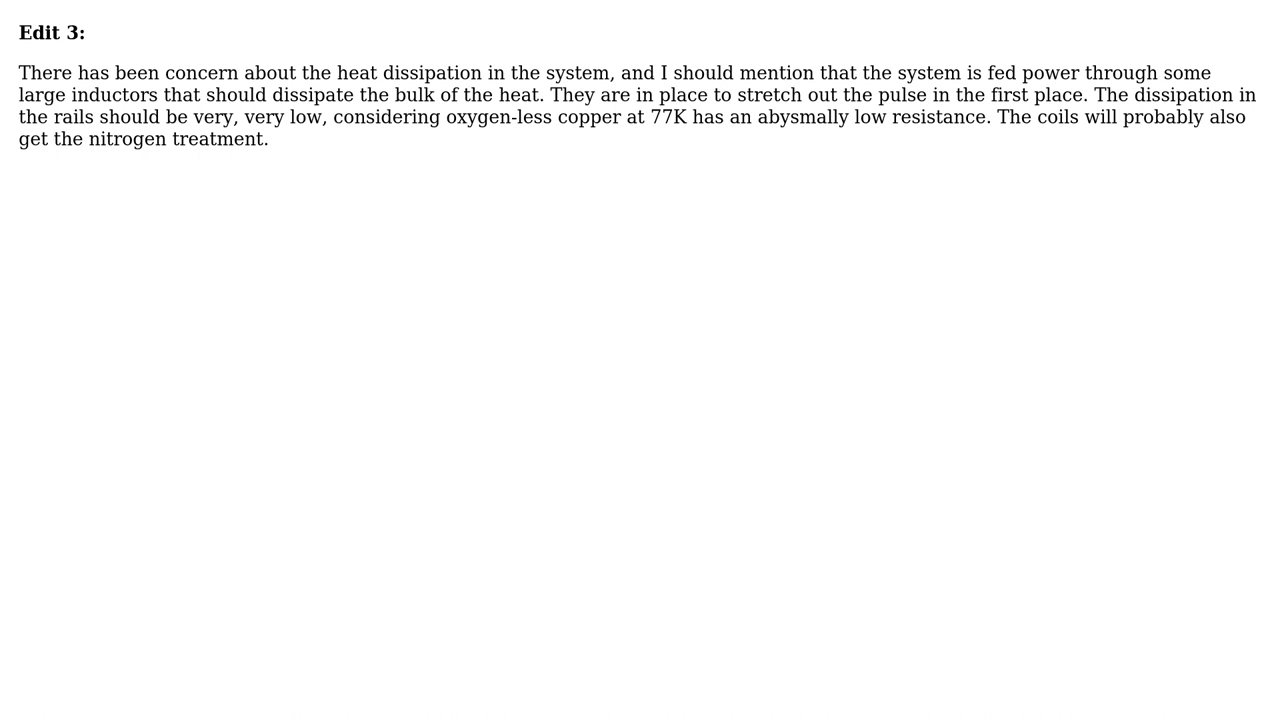 Edit 3:
There has been concern about the heat dissipation in the system, and I should mention that the system is fed power through some
large inductors that should dissipate the bulk of the heat. They are in place to stretch out the pulse in the first place. The dissipation in
the rails should be very, very low, considering oxygen-less copper at 77K has an abysmally low resistance. The coils will probably also
get the nitrogen treatment.